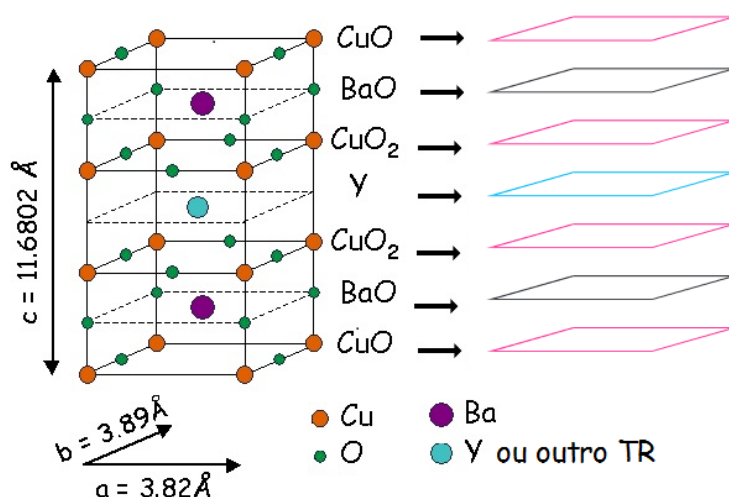 CuO
BaO
CuO₂
Y
CuO₂
BaO
CuO
c = 11.6802 Å
b = 3.89Å
a = 3.82Å
Cu
Ba
O
Y ou outro TR